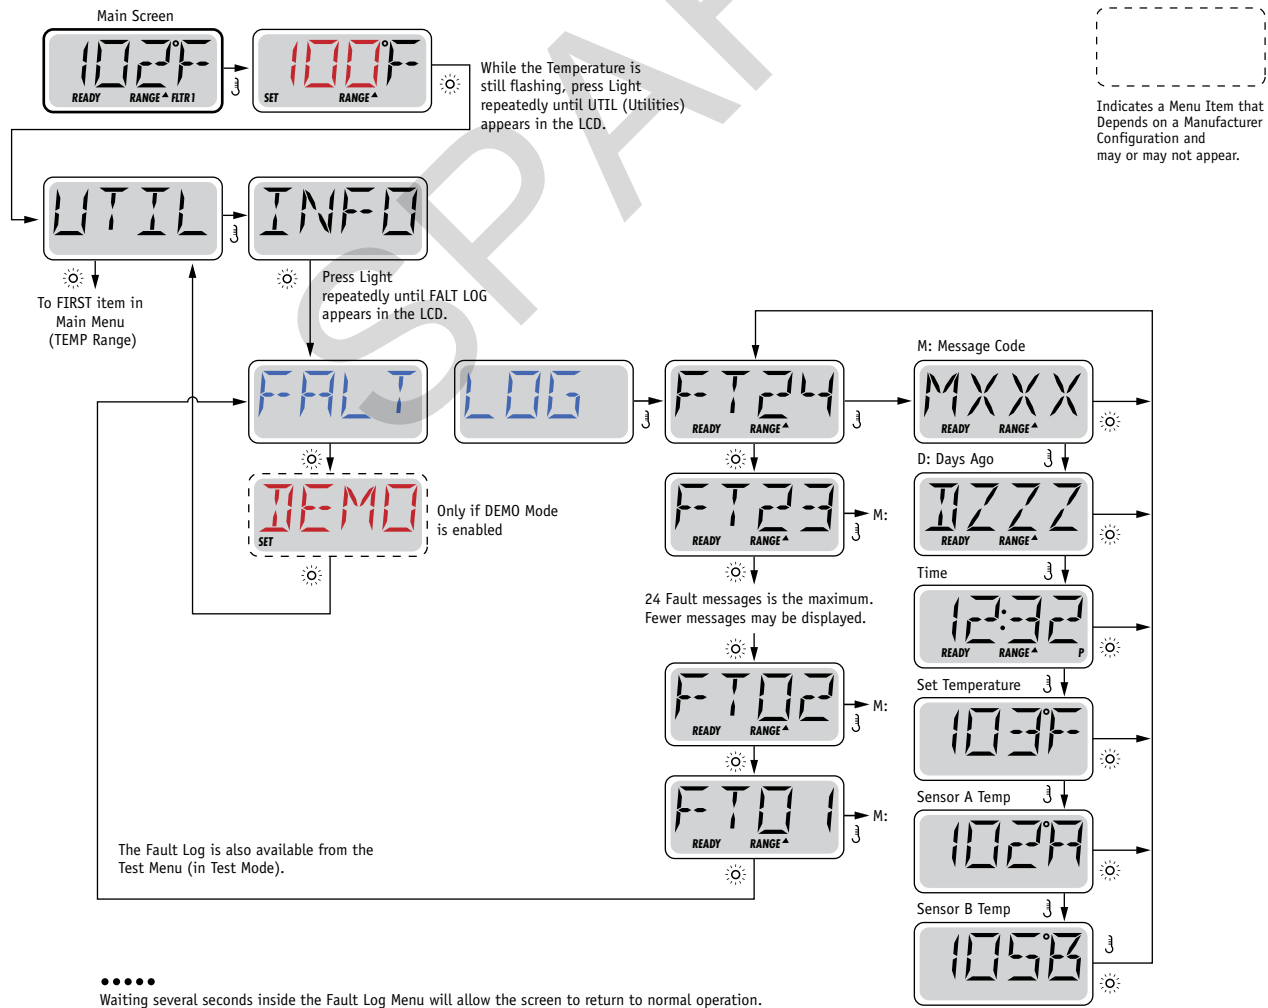 Main Screen
102°F
READY RANGE FLTR1
100°F
SET RANGE
While the Temperature is
still flashing, press Light
repeatedly until UTIL (Utilities)
appears in the LCD.
Indicates a Menu Item that
Depends on a Manufacturer
Configuration and
may or may not appear.
UTIL
INFO
To FIRST item in
Main Menu
(TEMP Range)
Press Light
repeatedly until FALT LOG
appears in the LCD.
FALT
LOG
DEMO
SET
Only if DEMO Mode
is enabled
FT24
READY RANGE
FT23
READY RANGE
M:
24 Fault messages is the maximum.
Fewer messages may be displayed.
FT02
READY RANGE
M:
FT01
READY RANGE
M:
M: Message Code
MXXX
READY RANGE
D: Days Ago
DZZZ
READY RANGE
Time
12:32
READY RANGE P
Set Temperature
103°F
Sensor A Temp
102°A
Sensor B Temp
105°B
The Fault Log is also available from the
Test Menu (in Test Mode).
Waiting several seconds inside the Fault Log Menu will allow the screen to return to normal operation.